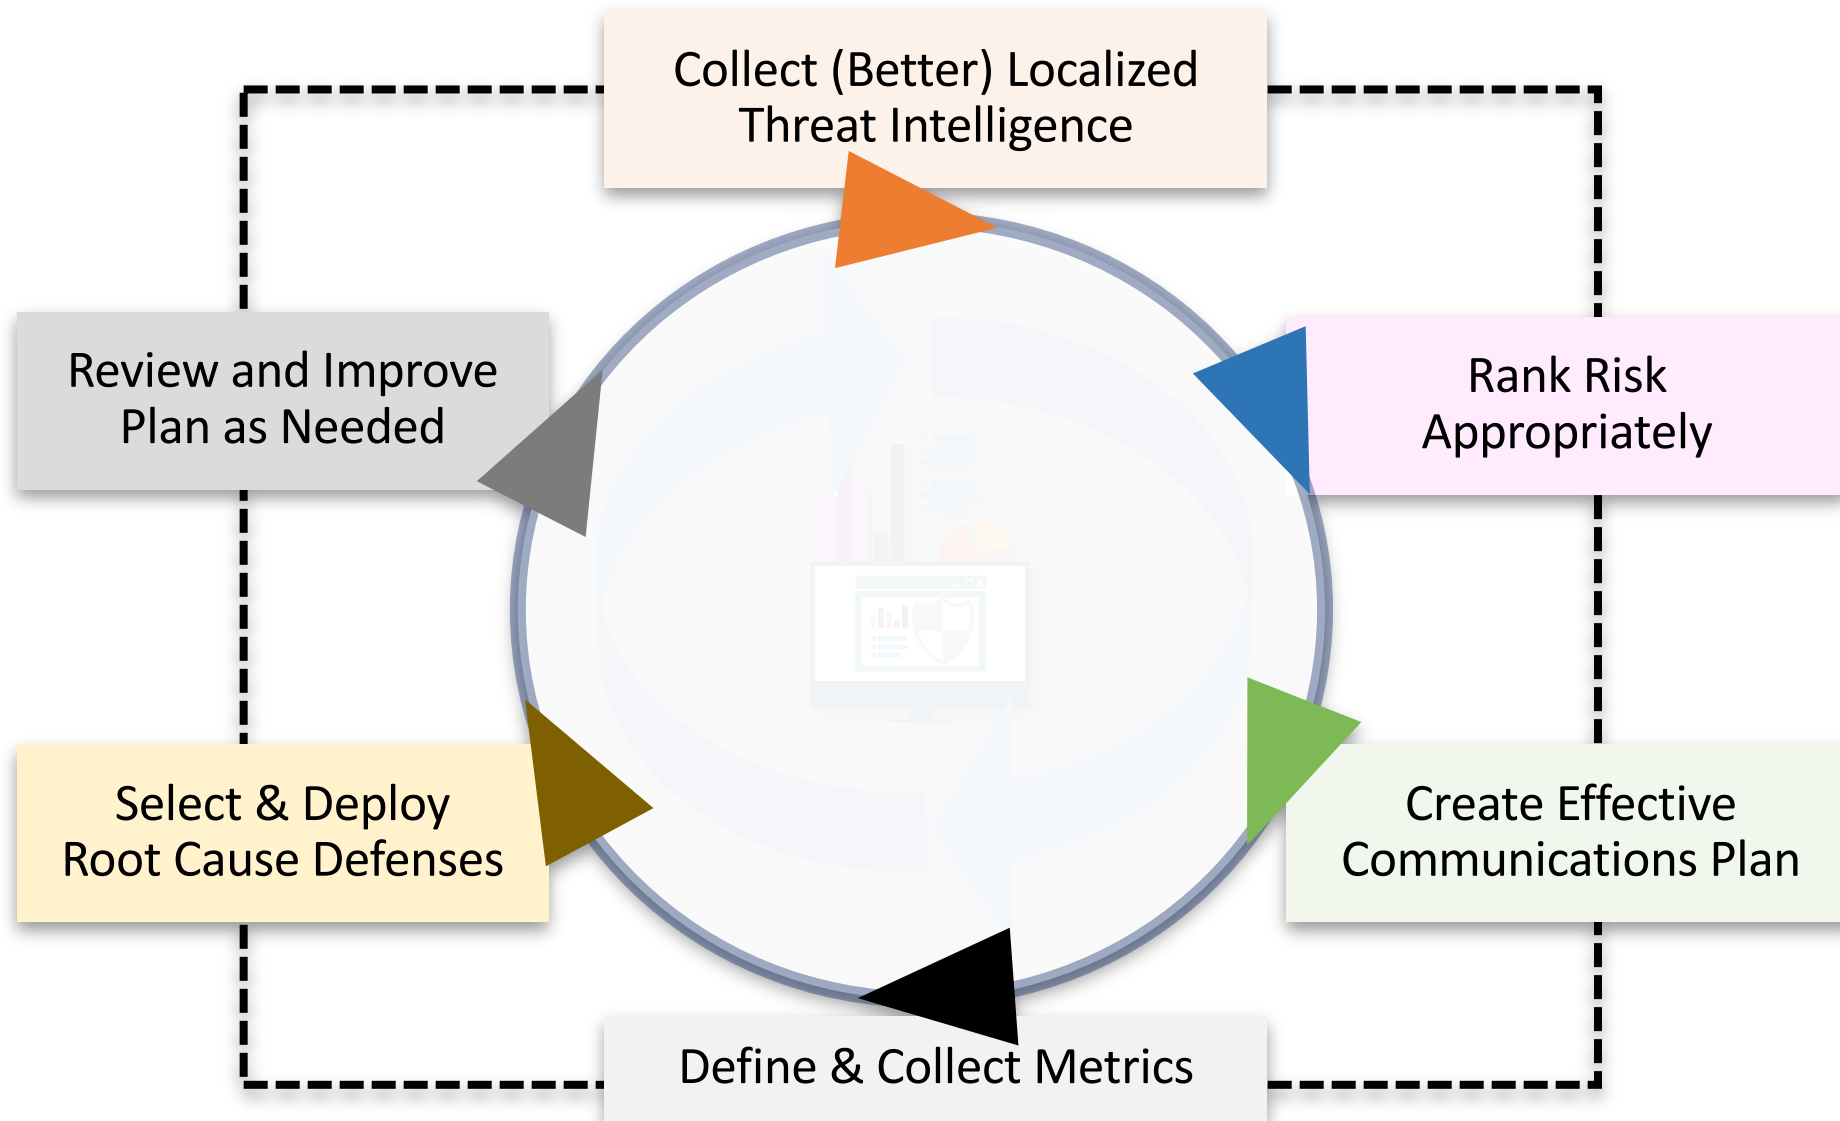 Collect (Better) Localized
Threat Intelligence
Rank Risk
Appropriately
Create Effective
Communications Plan
Define & Collect Metrics
Select & Deploy
Root Cause Defenses
Review and Improve
Plan as Needed